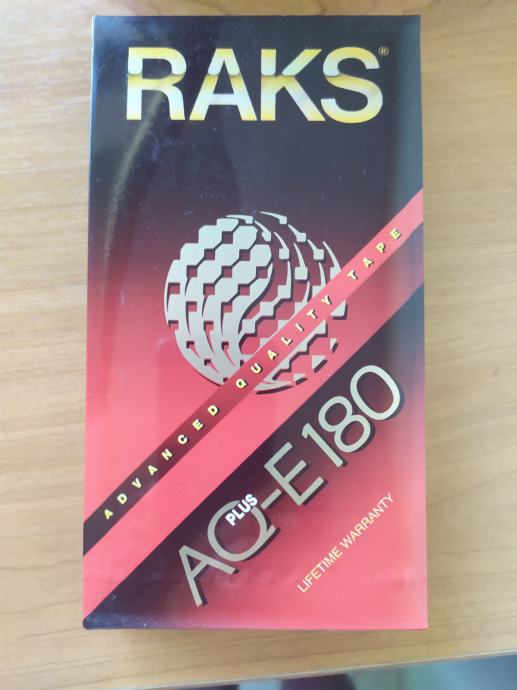 RAKS®
ADVANCED QUALITY TAPE
AQ-E180
PLUS
LIFETIME WARRANTY